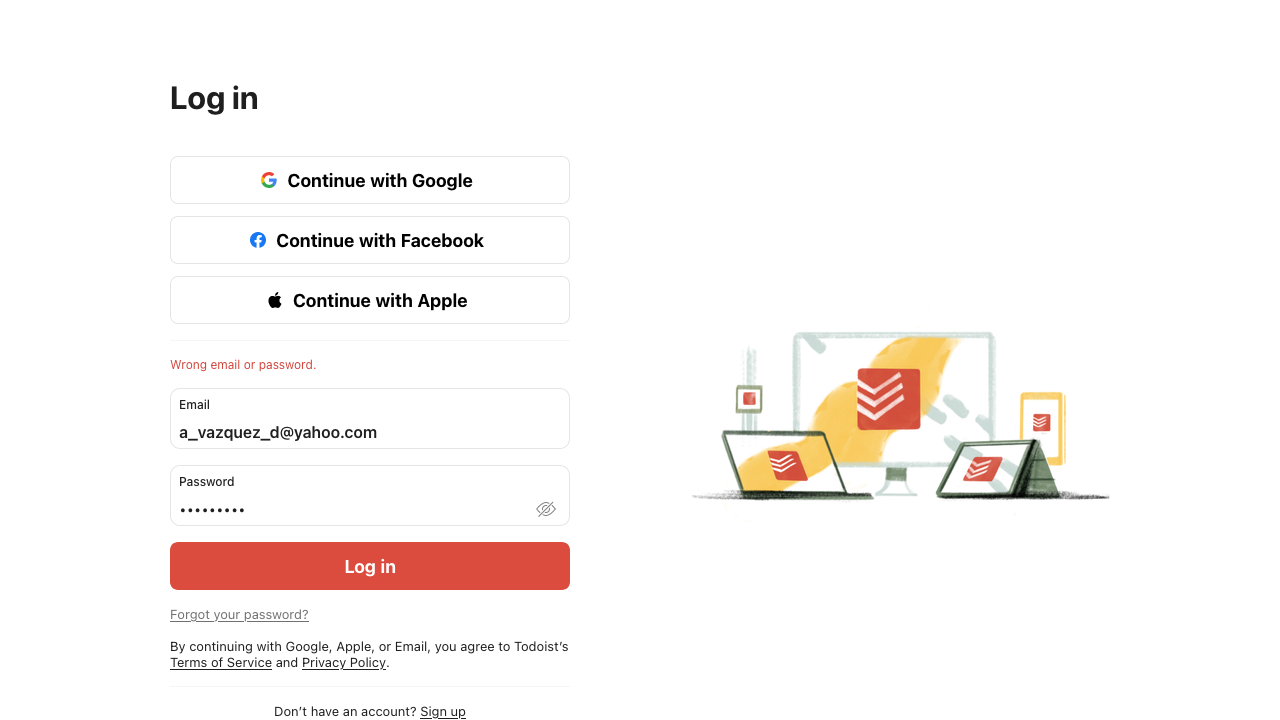 Log in
Continue with Google
Continue with Facebook
Continue with Apple
Wrong email or password.
Email
a_vazquez_d@yahoo.com
Password
•••••••••
Log in
Forgot your password?
By continuing with Google, Apple, or Email, you agree to Todoist's
Terms of Service and Privacy Policy.
Don't have an account? Sign up